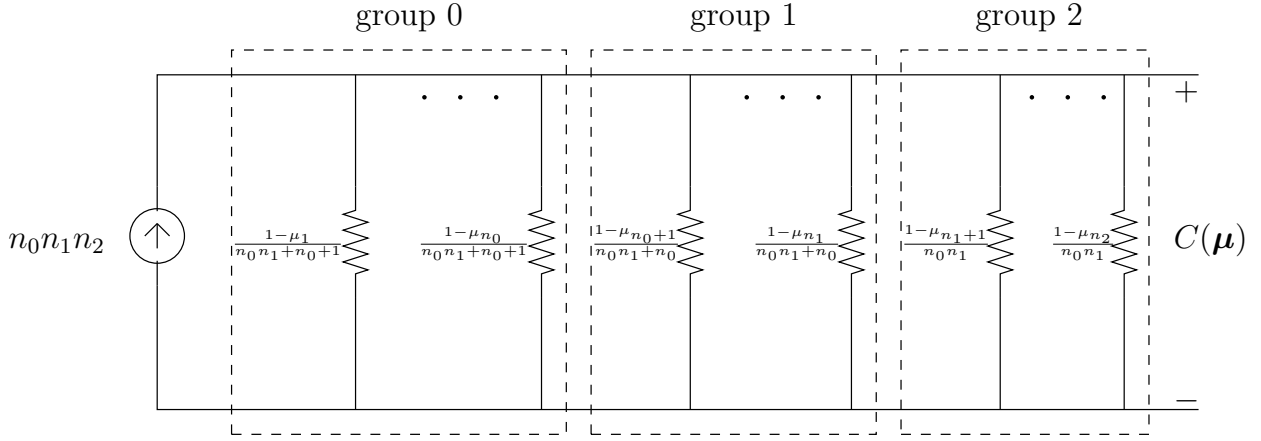 group 0 group 1 group 2
. . . . . . . . . +
n₀n₁n₂ (1−μ₁)/(n₀n₁+n₀+1) (1−μ_{n₀})/(n₀n₁+n₀+1) (1−μ_{n₀+1})/(n₀n₁+n₀) (1−μ_{n₁})/(n₀n₁+n₀) (1−μ_{n₁+1})/(n₀n₁) (1−μ_{n₂})/(n₀n₁) C(μ)
−